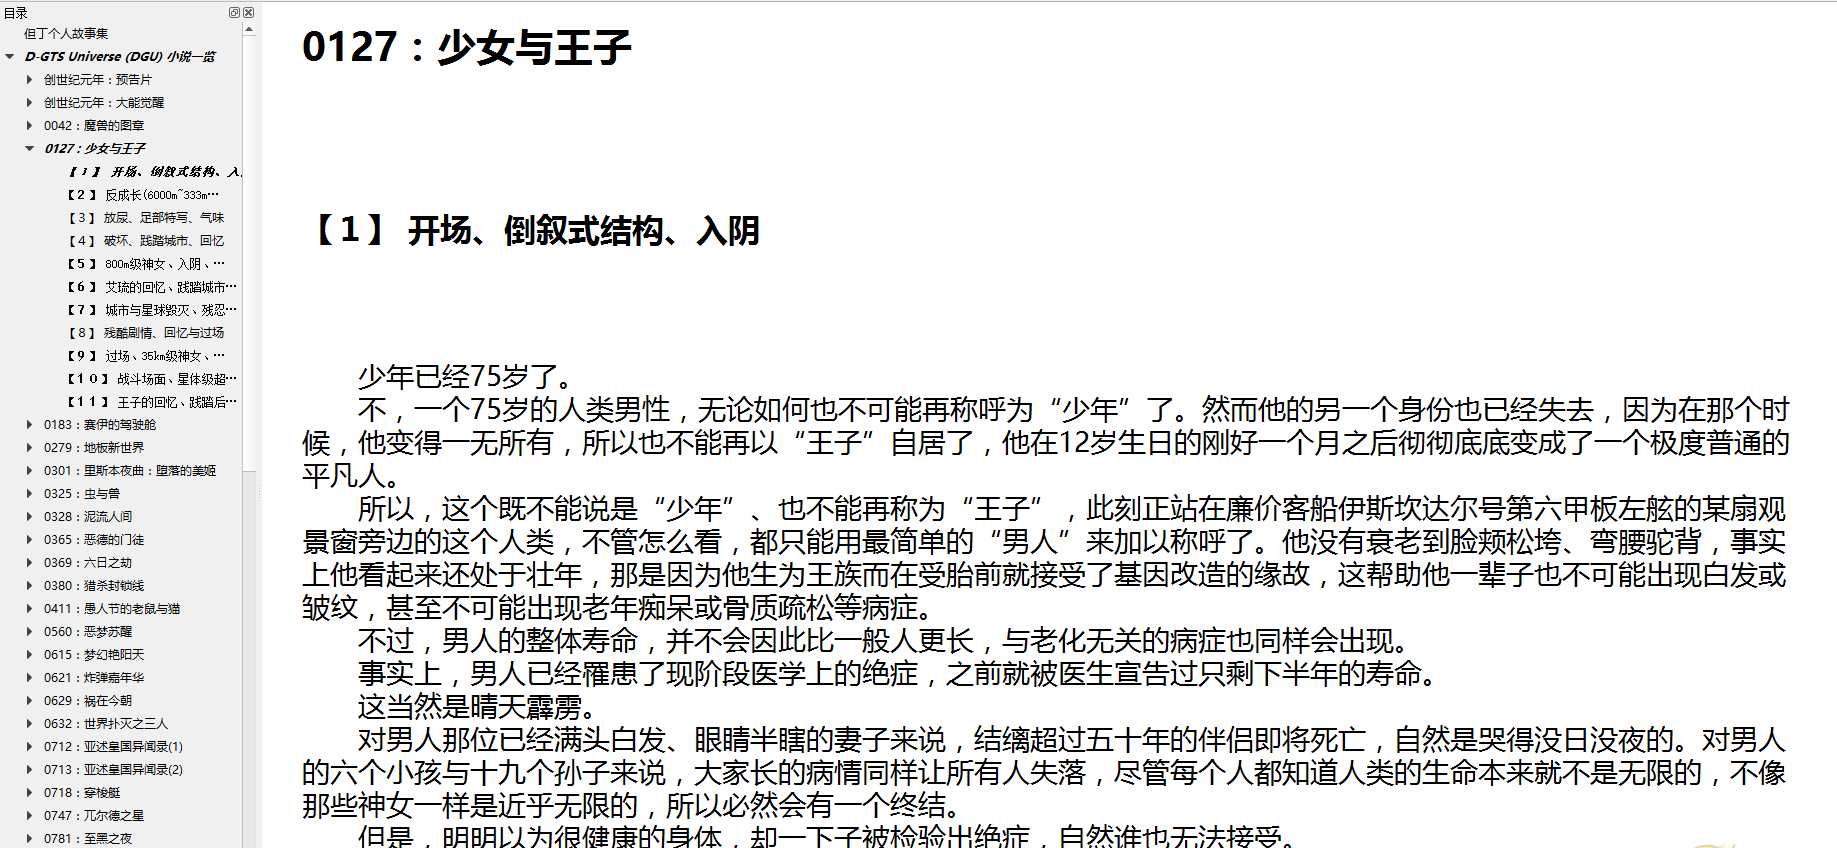 目录
但丁个人故事集
D-GTS Universe (DGU) 小说一览
创世纪元年：预告片
创世纪元年：大能觉醒
0042：魔兽的图章
0127：少女与王子
【１】 开场、倒叙式结构、入
【２】 反成长(6000m~333m…
【３】 放尿、足部特写、气味
【４】 破坏、践踏城市、回忆
【５】 800m级神女、入阴、…
【６】 艾琉的回忆、践踏城市…
【７】 城市与星球毁灭、残忍…
【８】 残酷剧情、回忆与过场
【９】 过场、35km级神女、…
【１０】 战斗场面、星体级超…
【１１】 王子的回忆、践踏后…
0183：赛伊的驾驶舱
0279：地板新世界
0301：里斯本夜曲：堕落的美姬
0325：虫与兽
0328：泥流人间
0365：恶德的门徒
0369：六日之劫
0380：猎杀封锁线
0411：愚人节的老鼠与猫
0560：恶梦苏醒
0615：梦幻艳阳天
0621：炸弹嘉年华
0629：祸在今朝
0632：世界扑灭之三人
0712：亚述皇国异闻录(1)
0713：亚述皇国异闻录(2)
0718：穿梭艇
0747：兀尔德之星
0781：至黑之夜
0127：少女与王子
【１】 开场、倒叙式结构、入阴
少年已经75岁了。
不，一个75岁的人类男性，无论如何也不可能再称呼为“少年”了。然而他的另一个身份也已经失去，因为在那个时
候，他变得一无所有，所以也不能再以“王子”自居了，他在12岁生日的刚好一个月之后彻彻底底变成了一个极度普通的
平凡人。
所以，这个既不能说是“少年”、也不能再称为“王子”，此刻正站在廉价客船伊斯坎达尔号第六甲板左舷的某扇观
景窗旁边的这个人类，不管怎么看，都只能用最简单的“男人”来加以称呼了。他没有衰老到脸颊松垮、弯腰驼背，事实
上他看起来还处于壮年，那是因为他生为王族而在受胎前就接受了基因改造的缘故，这帮助他一辈子也不可能出现白发或
皱纹，甚至不可能出现老年痴呆或骨质疏松等病症。
不过，男人的整体寿命，并不会因此比一般人更长，与老化无关的病症也同样会出现。
事实上，男人已经罹患了现阶段医学上的绝症，之前就被医生宣告过只剩下半年的寿命。
这当然是晴天霹雳。
对男人那位已经满头白发、眼睛半瞎的妻子来说，结缡超过五十年的伴侣即将死亡，自然是哭得没日没夜的。对男人
的六个小孩与十九个孙子来说，大家长的病情同样让所有人失落，尽管每个人都知道人类的生命本来就不是无限的，不像
那些神女一样是近乎无限的，所以必然会有一个终结。
但是，明明以为很健康的身体，却一下子被检验出绝症，自然谁也无法接受。